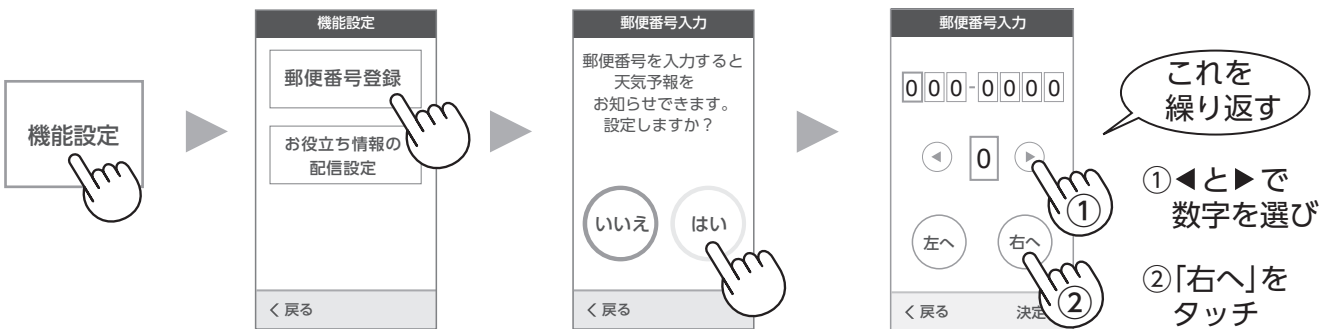 機能設定
機能設定
郵便番号登録
お役立ち情報の
配信設定
く戻る
郵便番号入力
郵便番号を入力すると
天気予報を
お知らせできます。
設定しますか?
いいえ
はい
く戻る
郵便番号入力
000-0000
◀ 0 ▶
左へ
右へ
く戻る
決定
①
②
これを
繰り返す
①◀と▶で
数字を選び
②「右へ」を
タッチ